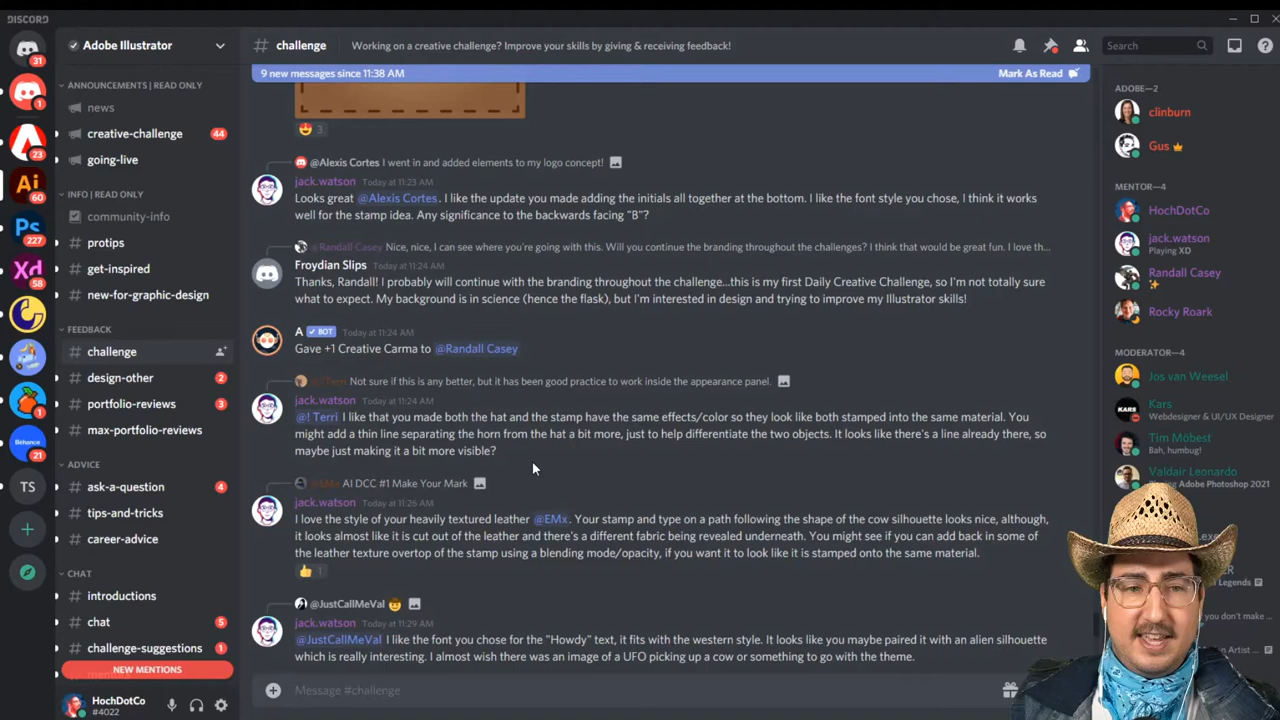 DISCORD
31
1
23
Ai
60
Ps
227
Xd
58
1
Behance
21
TS
Adobe Illustrator
ANNOUNCEMENTS | READ ONLY
news
creative-challenge 44
going-live
INFO | READ ONLY
community-info
protips
get-inspired
new-for-graphic-design
FEEDBACK
# challenge
# design-other 2
# portfolio-reviews 3
# max-portfolio-reviews
ADVICE
# ask-a-question 4
# tips-and-tricks
# career-advice
CHAT
# introductions
# chat 5
# challenge-suggestions 1
NEW MENTIONS
HochDotCo
#4022
# challenge Working on a creative challenge? Improve your skills by giving & receiving feedback!
Search
9 new messages since 11:38 AM Mark As Read
3
@Alexis Cortes I went in and added elements to my logo concept!
jack.watson Today at 11:23 AM
Looks great @Alexis Cortes. I like the update you made adding the initials all together at the bottom. I like the font style you chose, I think it works
well for the stamp idea. Any significance to the backwards facing "B"?
@Randall Casey Nice, nice, I can see where you're going with this. Will you continue the branding throughout the challenges? I think that would be great fun. I love th...
Froydian Slips Today at 11:24 AM
Thanks, Randall! I probably will continue with the branding throughout the challenge...this is my first Daily Creative Challenge, so I'm not totally sure
what to expect. My background is in science (hence the flask), but I'm interested in design and trying to improve my Illustrator skills!
A BOT Today at 11:24 AM
Gave +1 Creative Carma to @Randall Casey
@! Terri Not sure if this is any better, but it has been good practice to work inside the appearance panel.
jack.watson Today at 11:24 AM
@! Terri I like that you made both the hat and the stamp have the same effects/color so they look like both stamped into the same material. You
might add a thin line separating the horn from the hat a bit more, just to help differentiate the two objects. It looks like there's a line already there, so
maybe just making it a bit more visible?
@EMx AI DCC #1 Make Your Mark
jack.watson Today at 11:26 AM
I love the style of your heavily textured leather @EMx. Your stamp and type on a path following the shape of the cow silhouette looks nice, although,
it looks almost like it is cut out of the leather and there's a different fabric being revealed underneath. You might see if you can add back in some of
the leather texture overtop of the stamp using a blending mode/opacity, if you want it to look like it is stamped onto the same material.
1
@JustCallMeVal 🤠
jack.watson Today at 11:29 AM
@JustCallMeVal I like the font you chose for the "Howdy" text, it fits with the western style. It looks like you maybe paired it with an alien silhouette
which is really interesting. I almost wish there was an image of a UFO picking up a cow or something to go with the theme.
Message #challenge
ADOBE—2
clinburn
Gus
MENTOR—4
HochDotCo
jack.watson
Playing XD
Randall Casey
Rocky Roark
MODERATOR—4
Jos van Weesel
Kars
KARS
Webdesigner & UI/UX Designer
Tim Möbest
Bah, humbug!
Valdair Leonardo
Adobe Photoshop 2021
Legends
you don't make
Artist ...